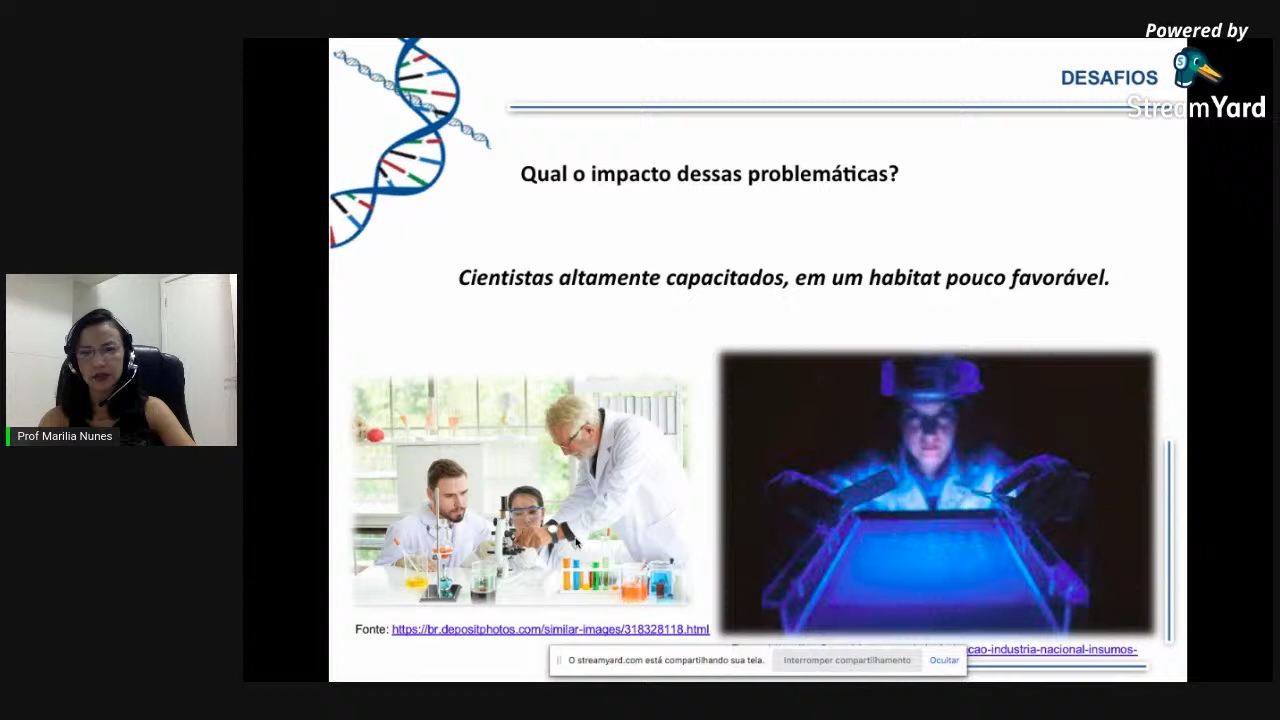 Powered by
StreamYard
DESAFIOS
Qual o impacto dessas problemáticas?
Cientistas altamente capacitados, em um habitat pouco favorável.
Prof Marilia Nunes
Fonte: https://br.depositphotos.com/similar-images/318328118.html
cao-industria-nacional-insumos-
O streamyard.com está compartilhando sua tela.
Interromper compartilhamento
Ocultar